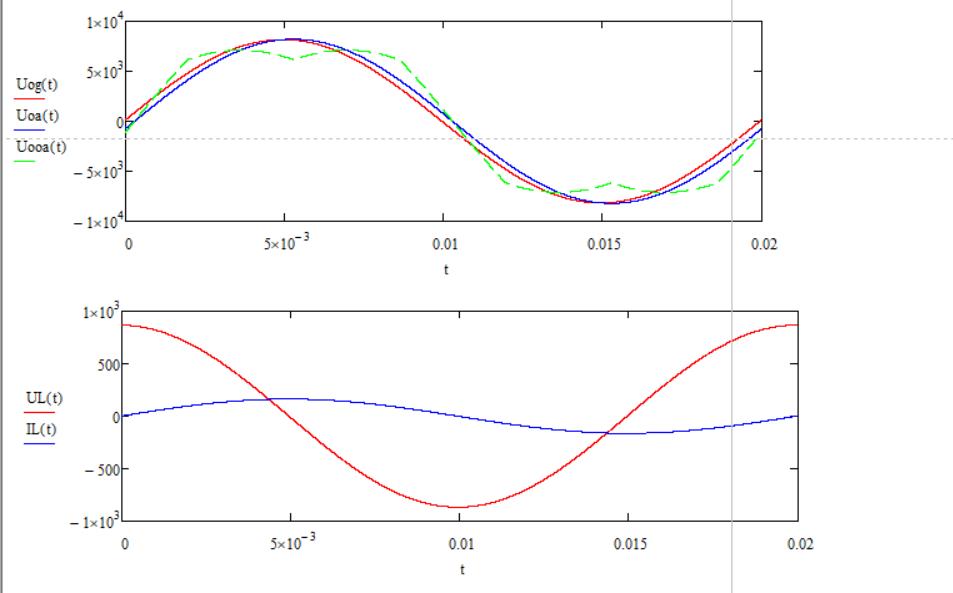 1×10⁴
5×10³
0
− 5×10³
− 1×10⁴
Uog(t)
Uoa(t)
Uooa(t)
0 5×10⁻³ 0.01 0.015 0.02
t
1×10³
500
0
− 500
− 1×10³
UL(t)
IL(t)
0 5×10⁻³ 0.01 0.015 0.02
t